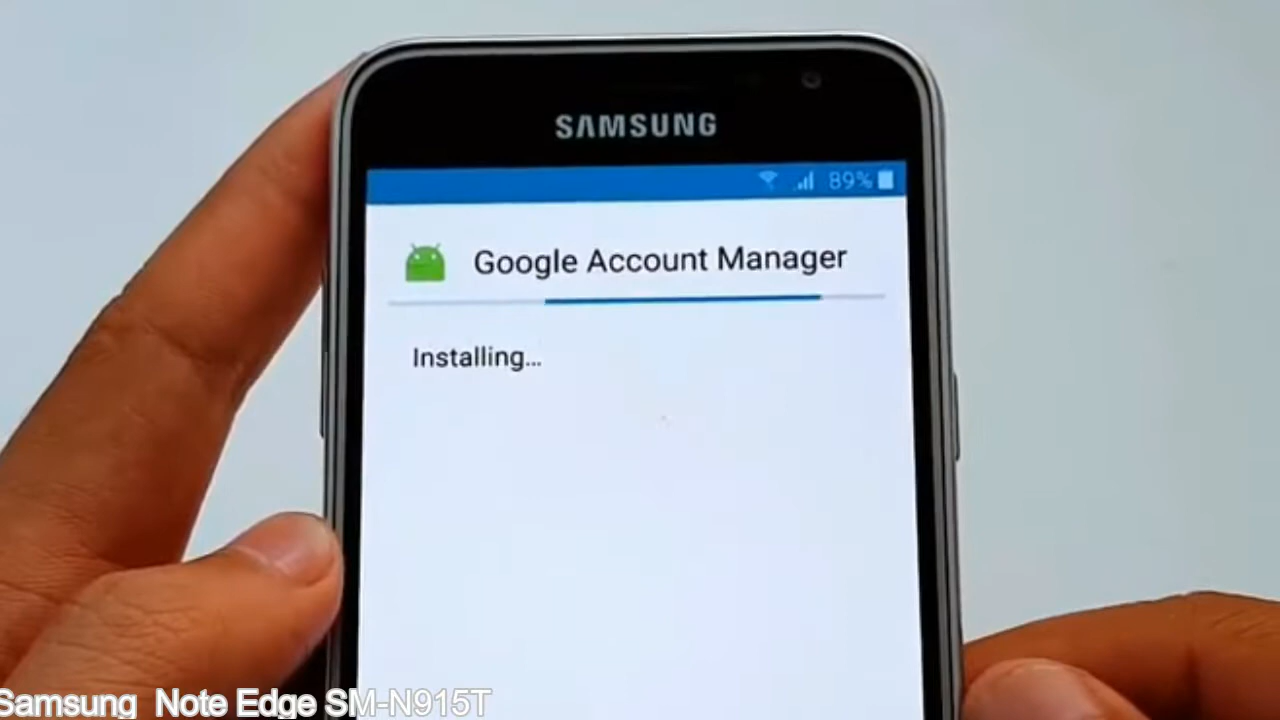 SAMSUNG
89%
Google Account Manager
Installing...
Samsung Note Edge SM-N915T